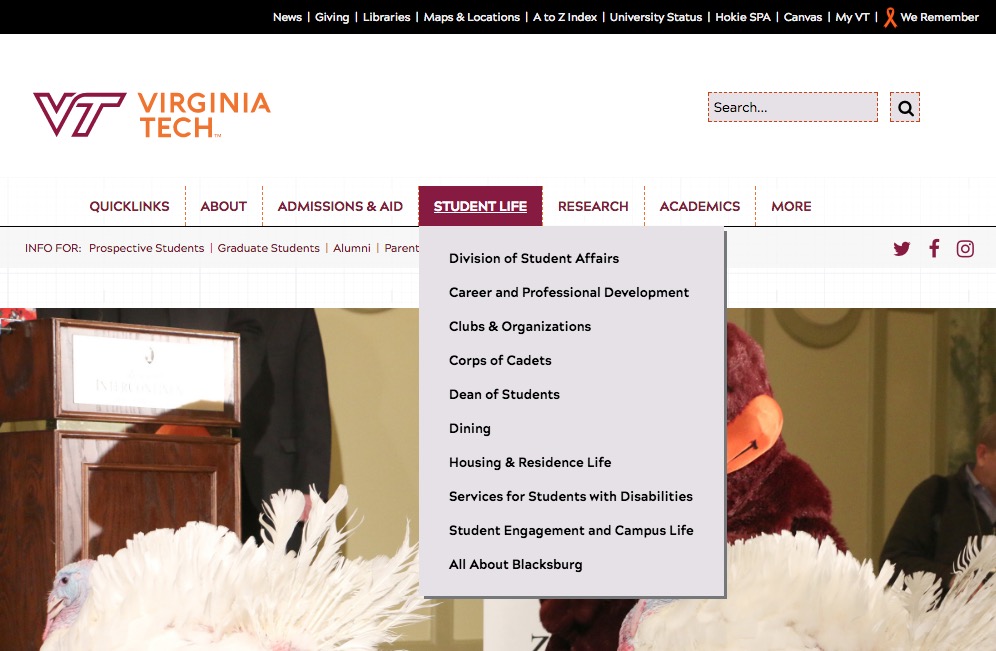 News | Giving | Libraries | Maps & Locations | A to Z Index | University Status | Hokie SPA | Canvas | My VT | We Remember
VT VIRGINIA
TECH™
Search...
QUICKLINKS ABOUT ADMISSIONS & AID STUDENT LIFE RESEARCH ACADEMICS MORE
INFO FOR: Prospective Students | Graduate Students | Alumni | Parent
Division of Student Affairs
Career and Professional Development
Clubs & Organizations
Corps of Cadets
Dean of Students
Dining
Housing & Residence Life
Services for Students with Disabilities
Student Engagement and Campus Life
All About Blacksburg